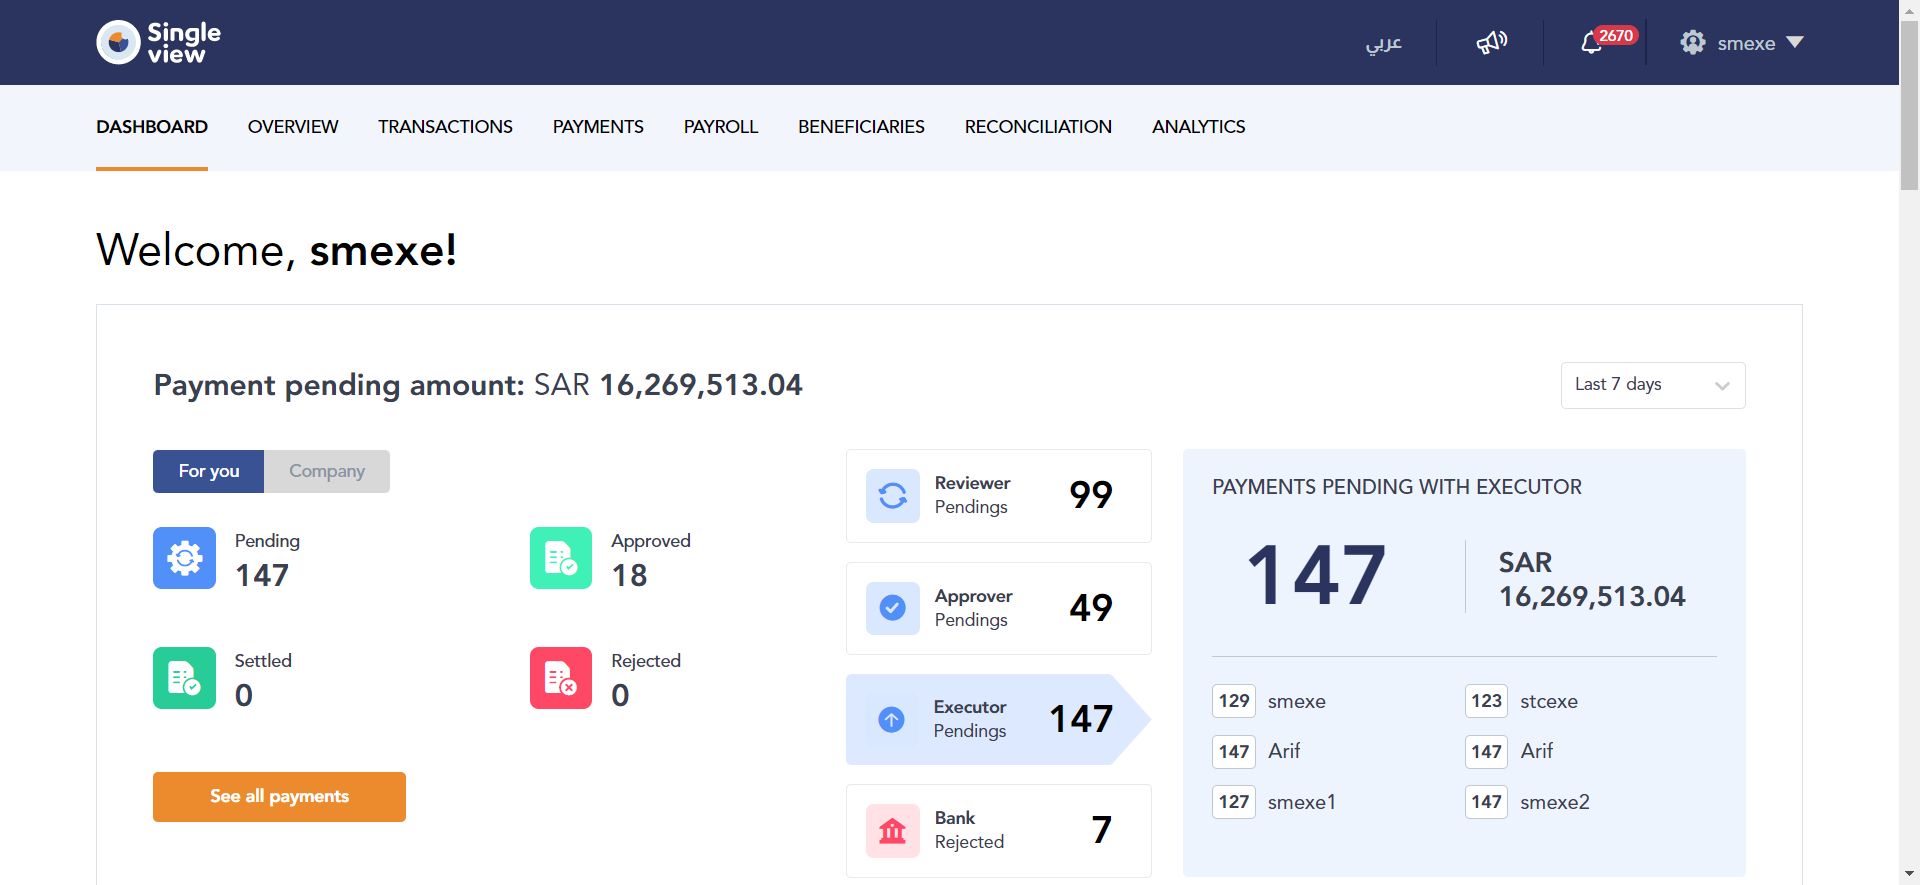 Single
view
عربي
2670
smexe
DASHBOARD
OVERVIEW
TRANSACTIONS
PAYMENTS
PAYROLL
BENEFICIARIES
RECONCILIATION
ANALYTICS
Welcome, smexe!
Payment pending amount: SAR 16,269,513.04
Last 7 days
For you
Company
Pending
147
Approved
18
Settled
0
Rejected
0
See all payments
Reviewer
Pendings
99
Approver
Pendings
49
Executor
Pendings
147
Bank
Rejected
7
PAYMENTS PENDING WITH EXECUTOR
147
SAR
16,269,513.04
129 smexe
123 stcexe
147 Arif
147 Arif
127 smexe1
147 smexe2